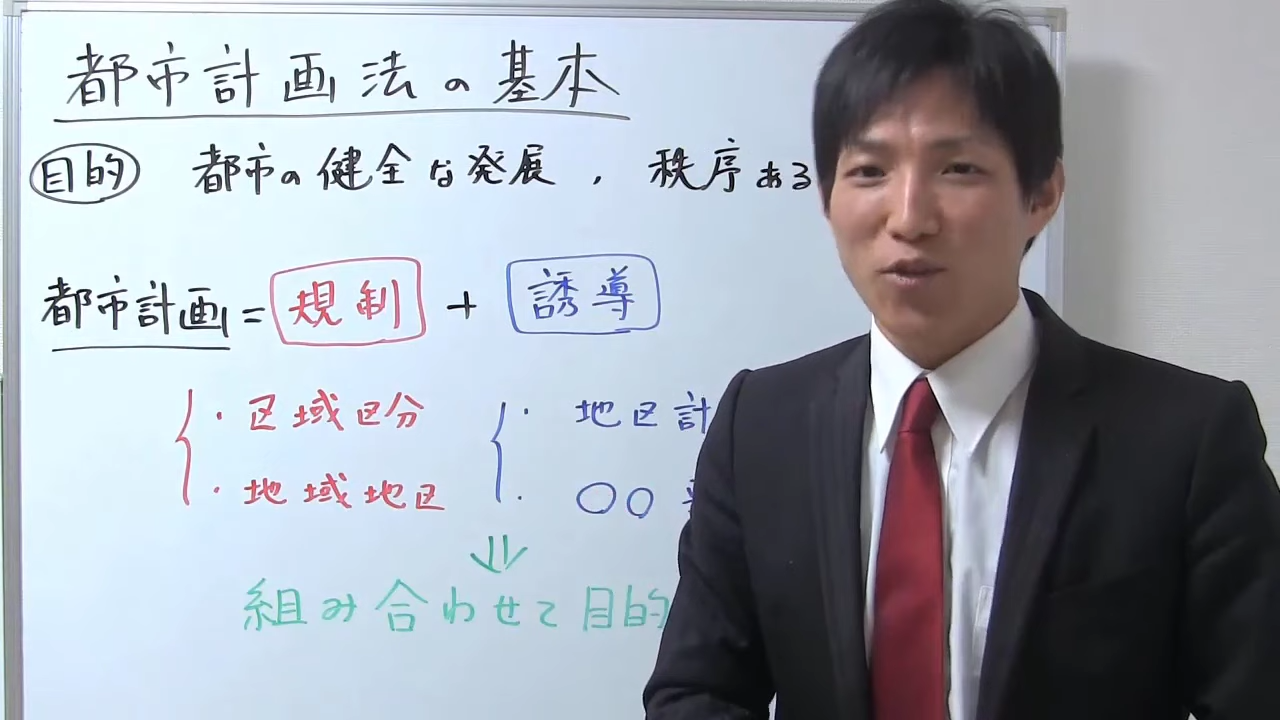 都市計画法の基本
目的 都市の健全な発展, 秩序ある
都市計画=規制+誘導
・区域区分 ・地区計
・地域地区 ・〇〇
組み合わせて目的